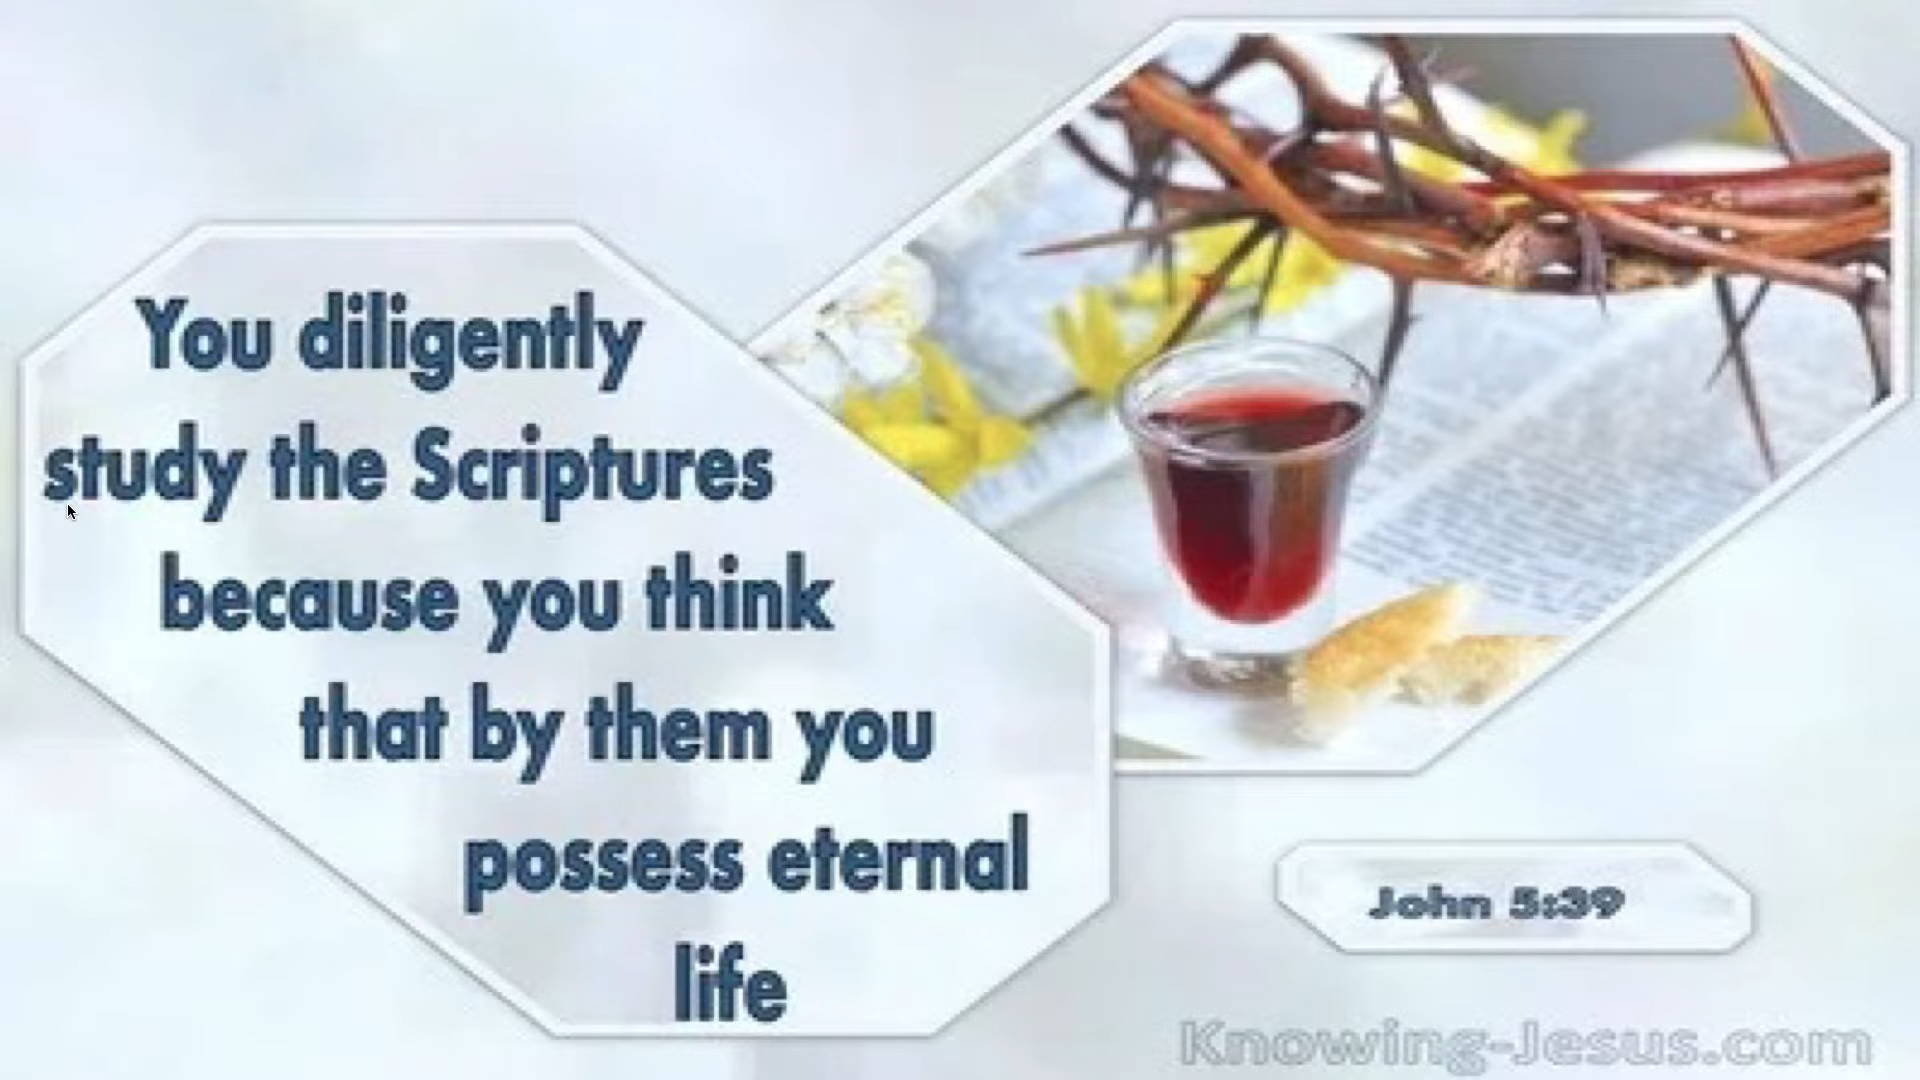 You diligently
study the Scriptures
because you think
that by them you
possess eternal
life
John 5:39
Knowing-Jesus.com